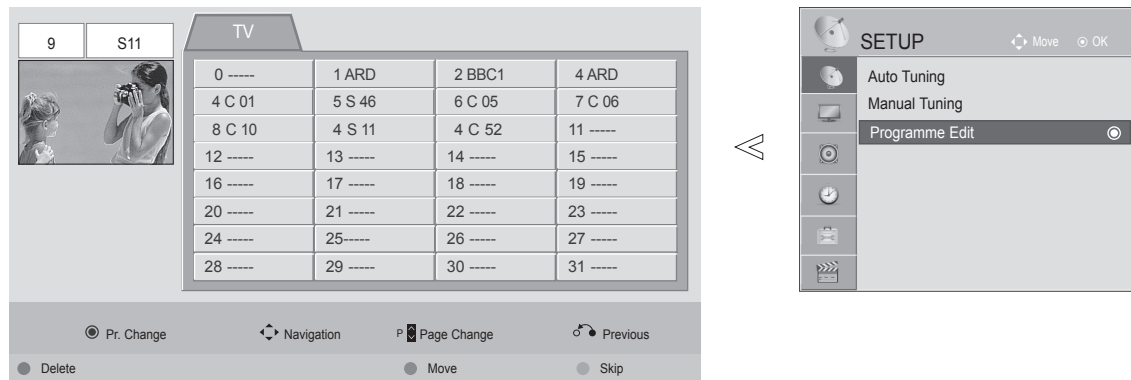 9 S11
TV
0 ----- 1 ARD 2 BBC1 4 ARD
4 C 01 5 S 46 6 C 05 7 C 06
8 C 10 4 S 11 4 C 52 11 -----
12 ----- 13 ----- 14 ----- 15 -----
16 ----- 17 ----- 18 ----- 19 -----
20 ----- 21 ----- 22 ----- 23 -----
24 ----- 25----- 26 ----- 27 -----
28 ----- 29 ----- 30 ----- 31 -----
Pr. Change Navigation P Page Change Previous
Delete Move Skip
SETUP Move OK
Auto Tuning
Manual Tuning
Programme Edit